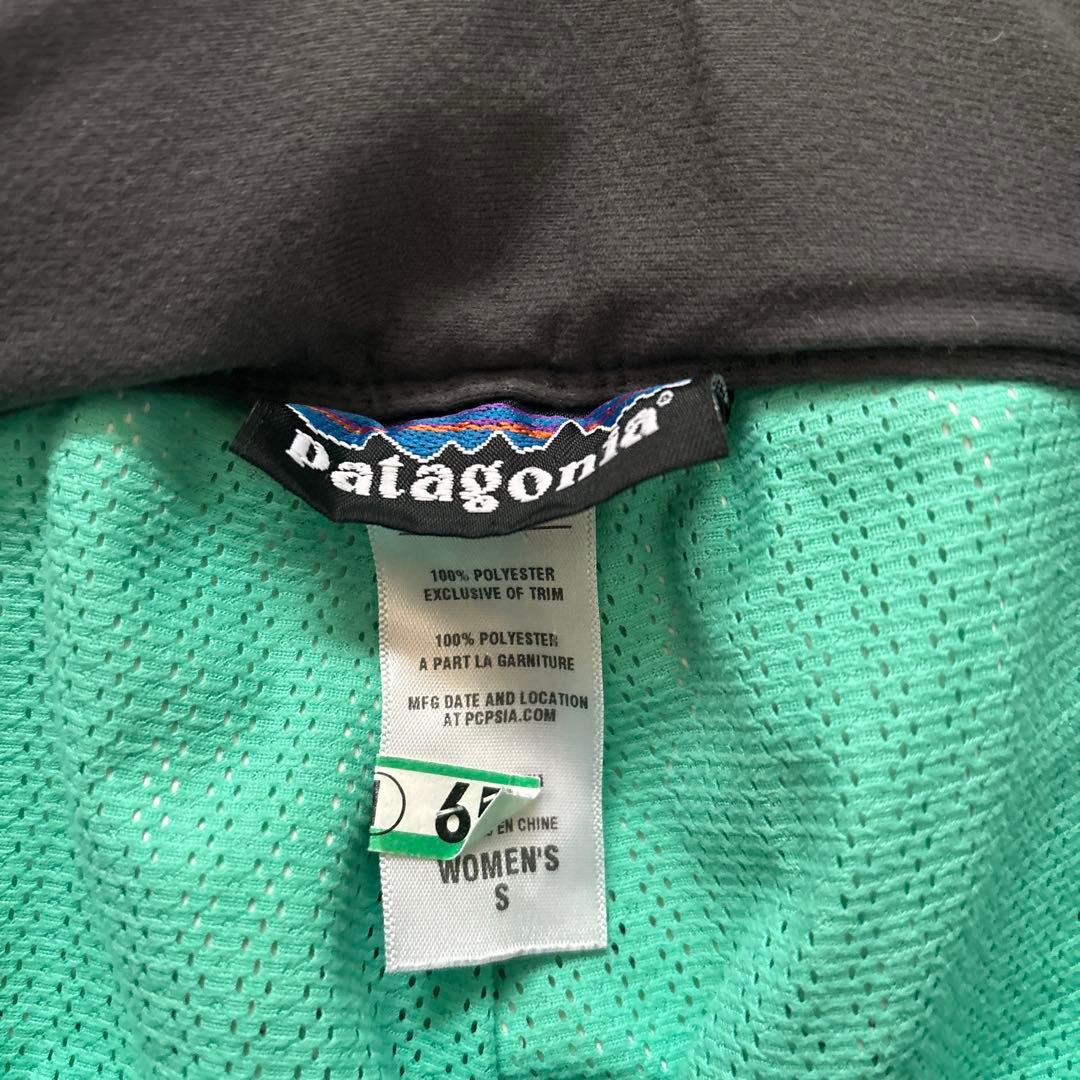 patagonia®
100% POLYESTER
EXCLUSIVE OF TRIM
100% POLYESTER
A PART LA GARNITURE
MFG DATE AND LOCATION
AT PCPSIA.COM
6
EN CHINE
WOMEN'S
S